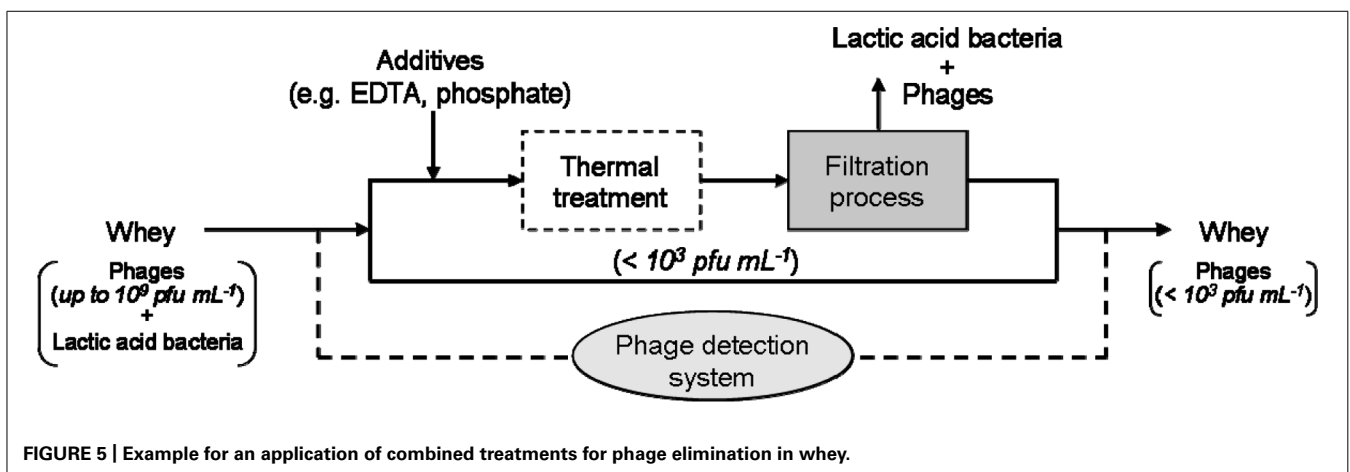 Lactic acid bacteria
+
Phages
Additives
(e.g. EDTA, phosphate)
Thermal
treatment
Filtration
process
Whey
Phages
(up to 10⁹ pfu mL⁻¹)
+
Lactic acid bacteria
(< 10³ pfu mL⁻¹)
Whey
Phages
(< 10³ pfu mL⁻¹)
Phage detection
system
FIGURE 5 | Example for an application of combined treatments for phage elimination in whey.